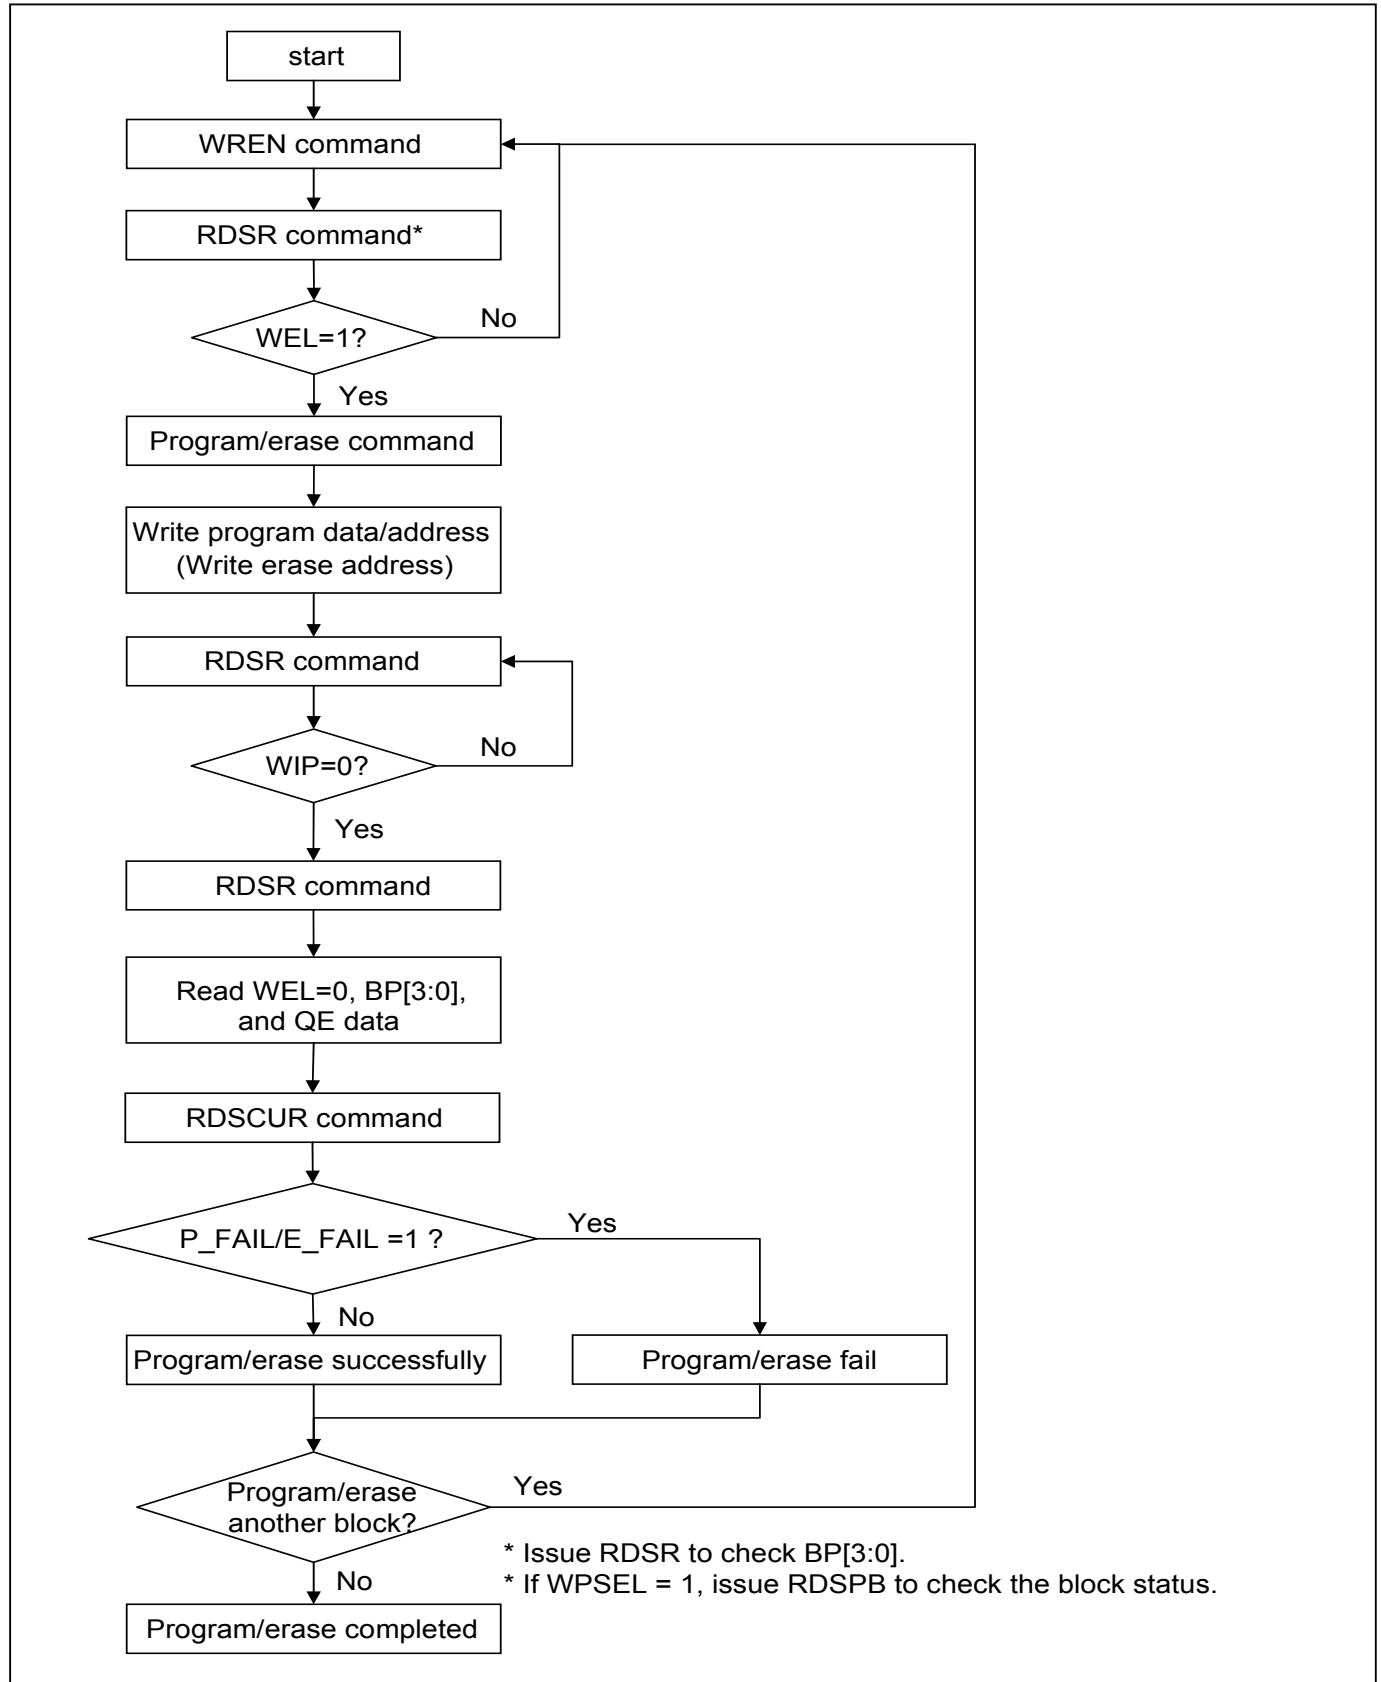 start
WREN command
RDSR command*
WEL=1?
No
Yes
Program/erase command
Write program data/address
(Write erase address)
RDSR command
WIP=0?
No
Yes
RDSR command
Read WEL=0, BP[3:0],
and QE data
RDSCUR command
P_FAIL/E_FAIL =1 ?
Yes
No
Program/erase successfully
Program/erase fail
Program/erase
another block?
Yes
* Issue RDSR to check BP[3:0].
* If WPSEL = 1, issue RDSPB to check the block status.
No
Program/erase completed